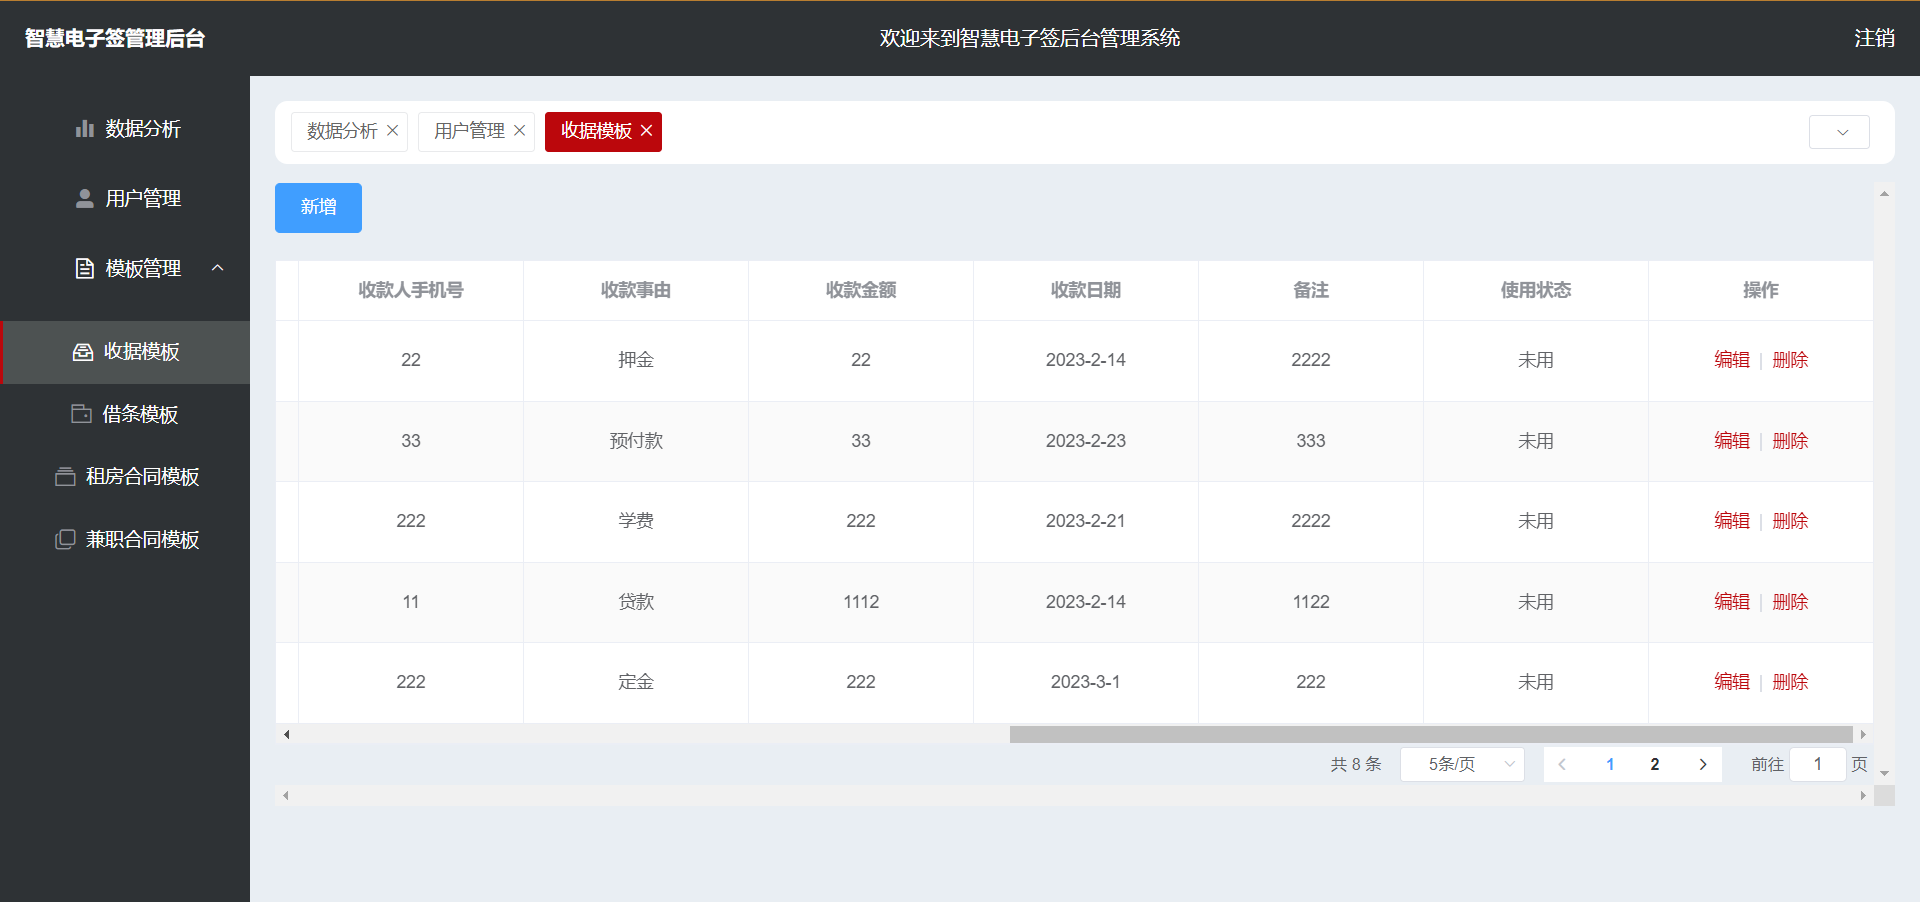 智慧电子签管理后台
欢迎来到智慧电子签后台管理系统
注销
数据分析
用户管理
模板管理
收据模板
借条模板
租房合同模板
兼职合同模板
数据分析 用户管理 收据模板
新增
收款人手机号 收款事由 收款金额 收款日期 备注 使用状态 操作
22 押金 22 2023-2-14 2222 未用 编辑 | 删除
33 预付款 33 2023-2-23 333 未用 编辑 | 删除
222 学费 222 2023-2-21 2222 未用 编辑 | 删除
11 贷款 1112 2023-2-14 1122 未用 编辑 | 删除
222 定金 222 2023-3-1 222 未用 编辑 | 删除
共 8 条 5条/页 1 2 前往 1 页